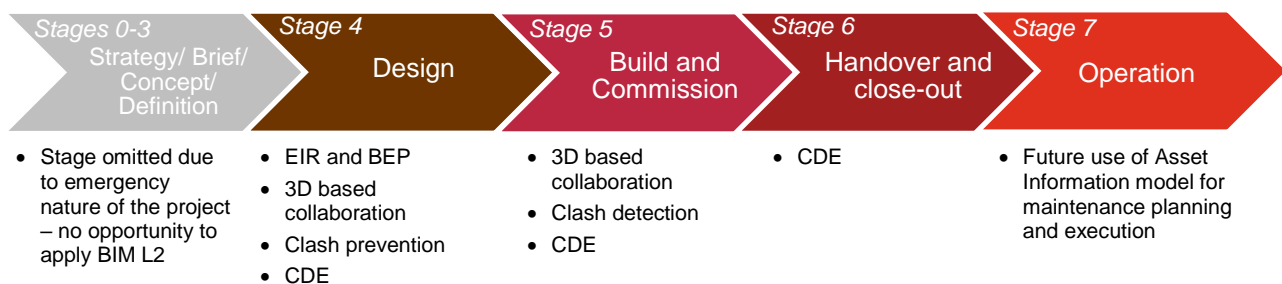 Stages 0-3
Strategy/ Brief/
Concept/
Definition
• Stage omitted due
to emergency
nature of the project
– no opportunity to
apply BIM L2
Stage 4
Design
• EIR and BEP
• 3D based
collaboration
• Clash prevention
• CDE
Stage 5
Build and
Commission
• 3D based
collaboration
• Clash detection
• CDE
Stage 6
Handover and
close-out
• CDE
Stage 7
Operation
• Future use of Asset
Information model for
maintenance planning
and execution